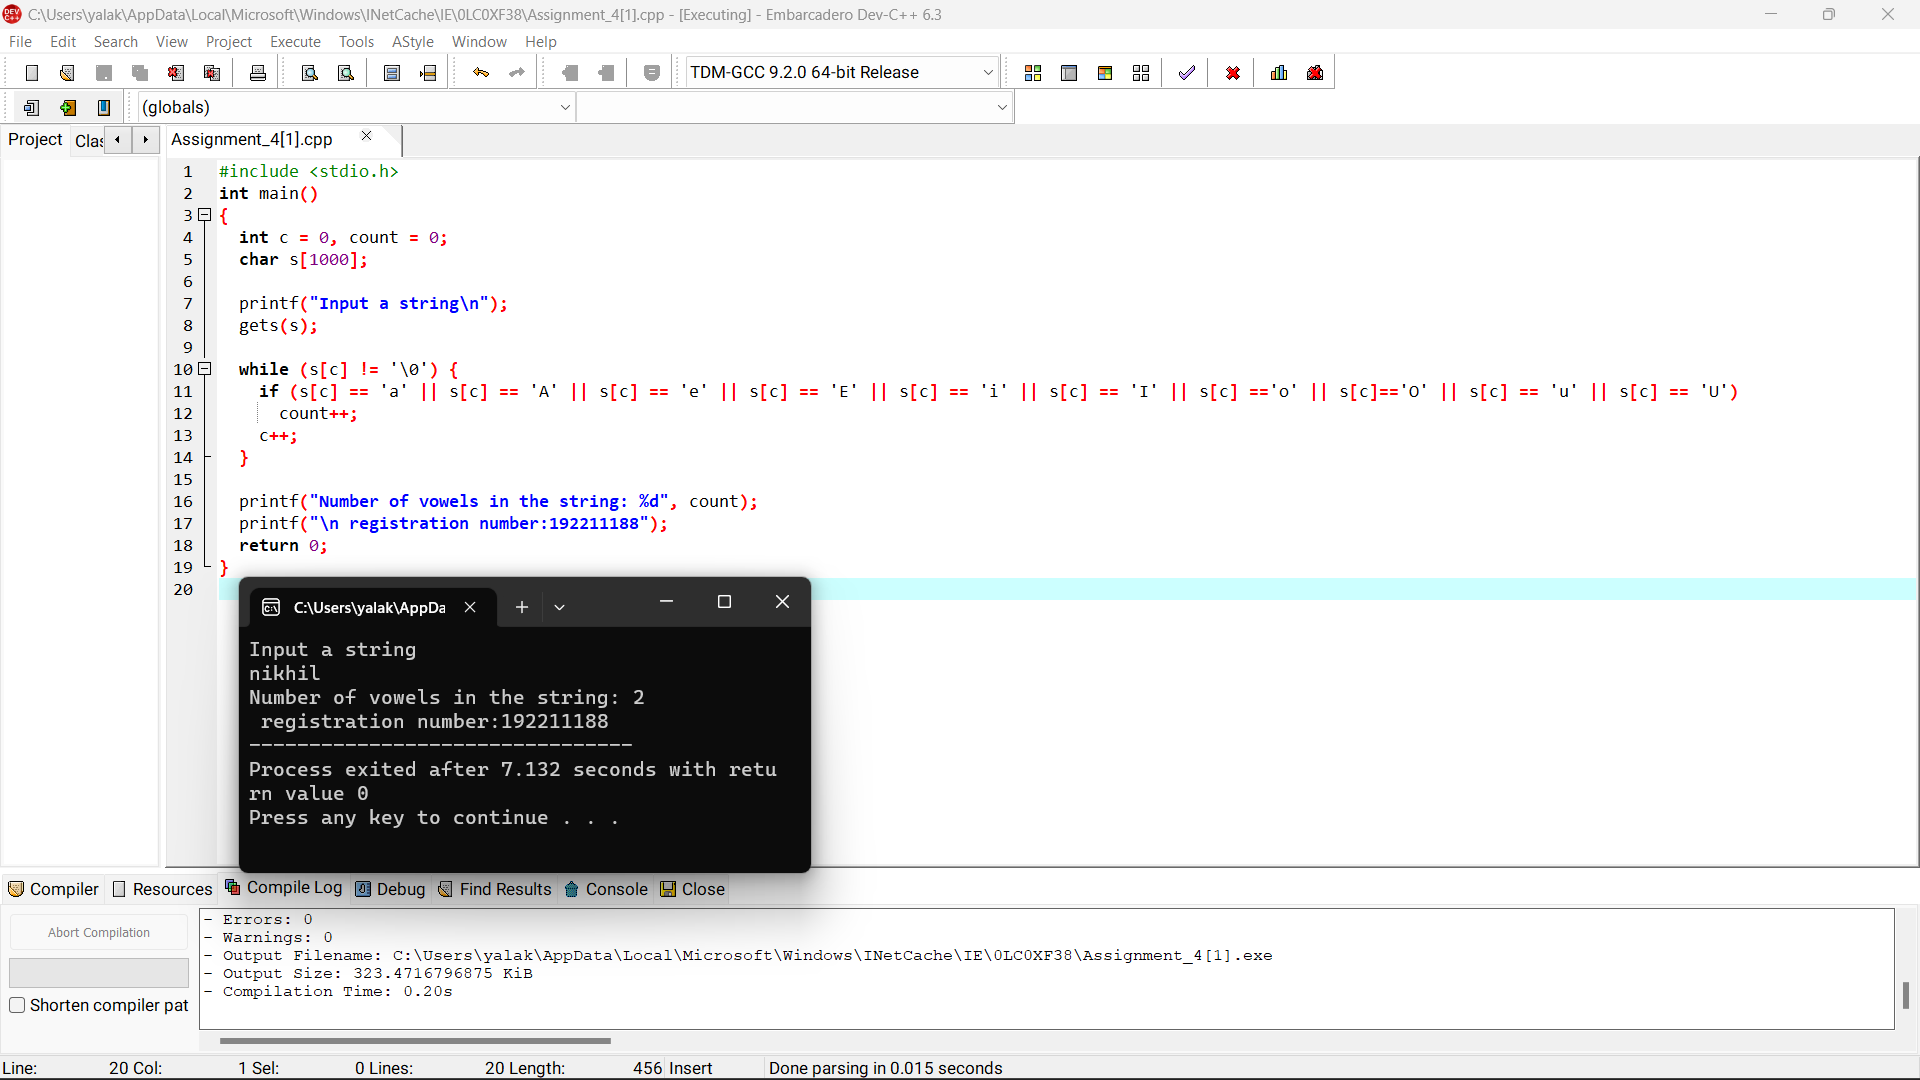 C:\Users\yalak\AppData\Local\Microsoft\Windows\INetCache\IE\0LC0XF38\Assignment_4[1].cpp - [Executing] - Embarcadero Dev-C++ 6.3
File Edit Search View Project Execute Tools AStyle Window Help
TDM-GCC 9.2.0 64-bit Release
(globals)
Project Clas Assignment_4[1].cpp
1 #include <stdio.h>
2 int main()
3 {
4 int c = 0, count = 0;
5 char s[1000];
6
7 printf("Input a string\n");
8 gets(s);
9
10 while (s[c] != '\0') {
11 if (s[c] == 'a' || s[c] == 'A' || s[c] == 'e' || s[c] == 'E' || s[c] == 'i' || s[c] == 'I' || s[c] =='o' || s[c]=='O' || s[c] == 'u' || s[c] == 'U')
12 count++;
13 c++;
14 }
15
16 printf("Number of vowels in the string: %d", count);
17 printf("\n registration number:192211188");
18 return 0;
19 }
20
C:\Users\yalak\AppDa
Input a string
nikhil
Number of vowels in the string: 2
registration number:192211188
--------------------------------
Process exited after 7.132 seconds with retu
rn value 0
Press any key to continue . . .
Compiler Resources Compile Log Debug Find Results Console Close
Abort Compilation
Shorten compiler pat
- Errors: 0
- Warnings: 0
- Output Filename: C:\Users\yalak\AppData\Local\Microsoft\Windows\INetCache\IE\0LC0XF38\Assignment_4[1].exe
- Output Size: 323.4716796875 KiB
- Compilation Time: 0.20s
Line: 20 Col: 1 Sel: 0 Lines: 20 Length: 456 Insert Done parsing in 0.015 seconds